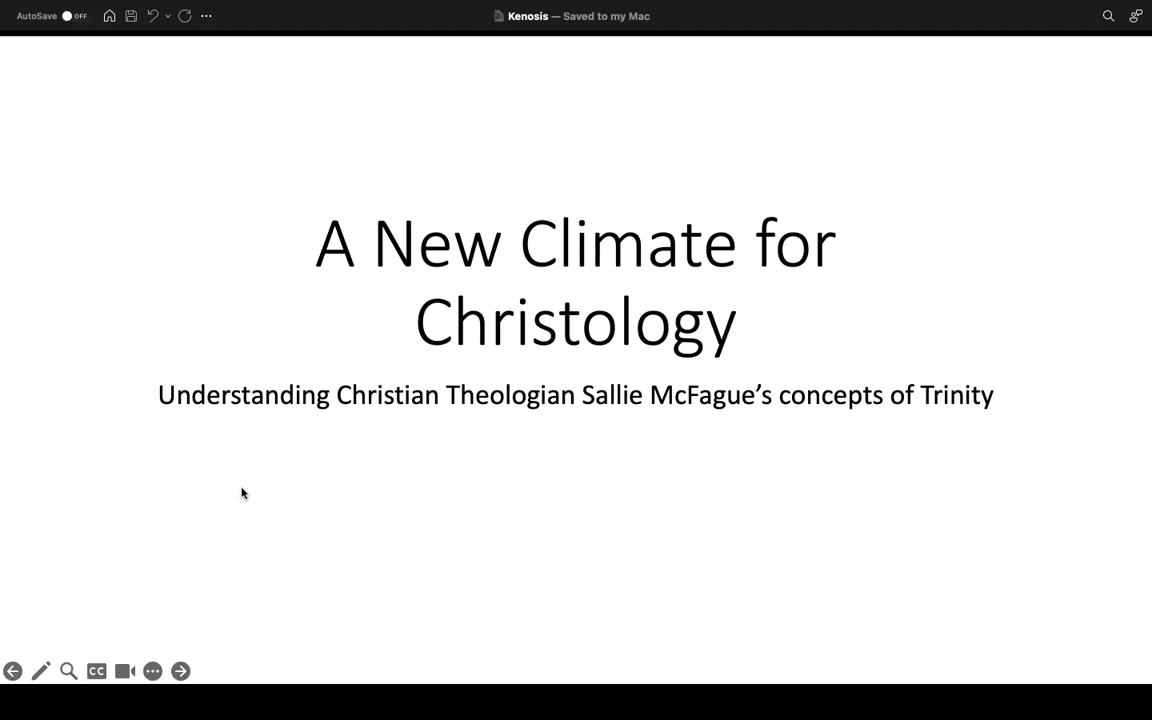 AutoSave OFF
Kenosis — Saved to my Mac
A New Climate for
Christology
Understanding Christian Theologian Sallie McFague’s concepts of Trinity
CC